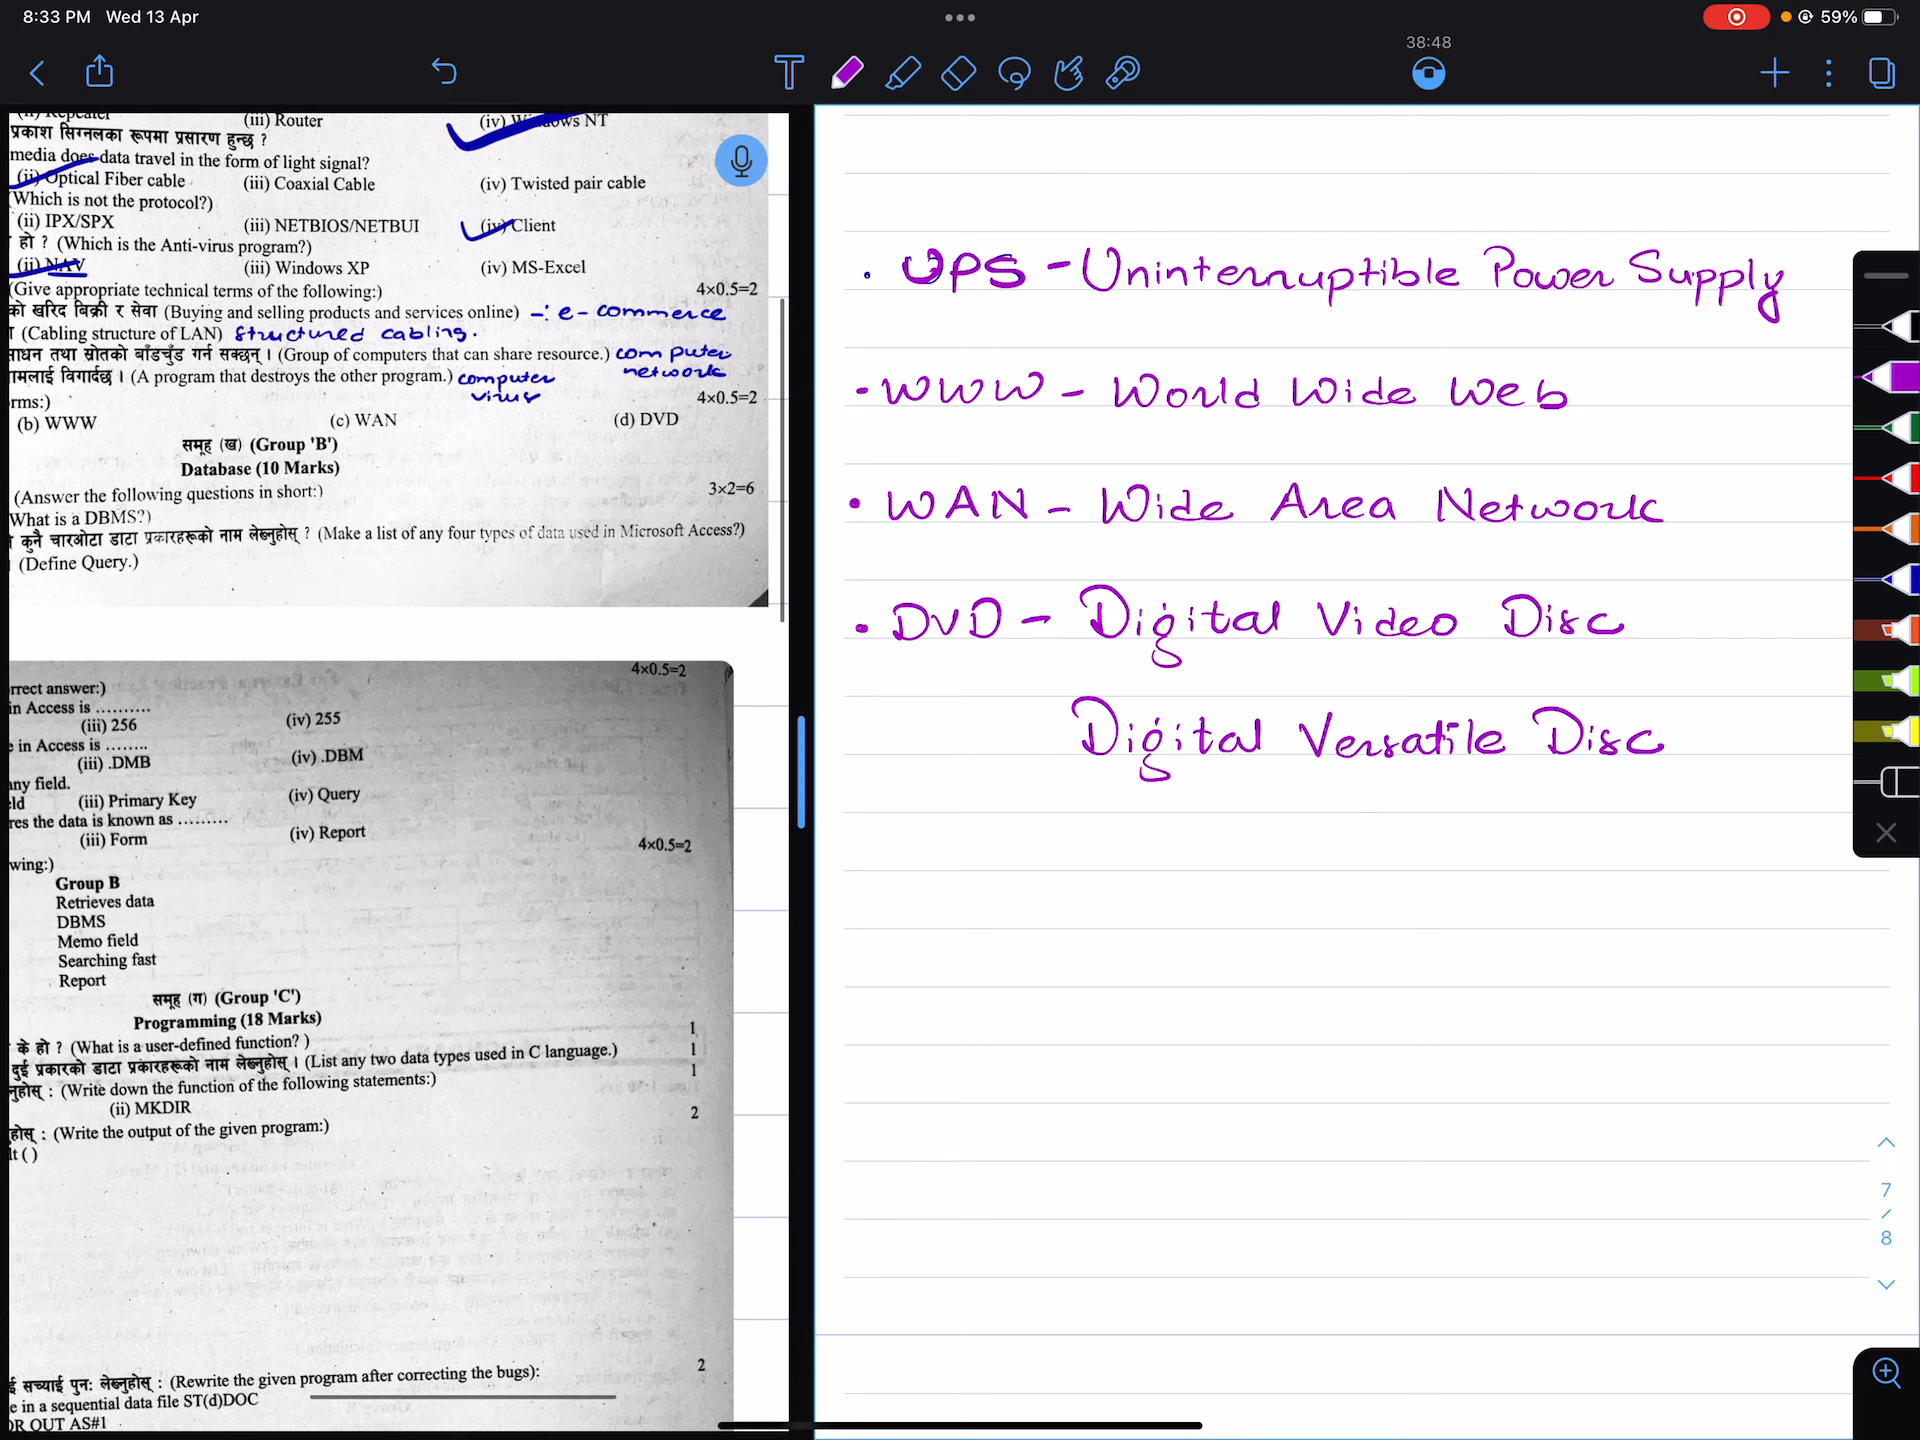 8:33 PM Wed 13 Apr
59%
38:48
(iii) Router (iv) Windows NT
प्रकाश सिग्नलका रूपमा प्रसारण हुन्छ ?
media does data travel in the form of light signal?
(ii) Optical Fiber cable (iii) Coaxial Cable (iv) Twisted pair cable
(Which is not the protocol?)
(ii) IPX/SPX (iii) NETBIOS/NETBUI (iv) Client
हो ? (Which is the Anti-virus program?)
(ii) NAV (iii) Windows XP (iv) MS-Excel
(Give appropriate technical terms of the following:) 4×0.5=2
को खरिद बिक्री र सेवा (Buying and selling products and services online) -: e-commerce
(Cabling structure of LAN) Structured cabling.
साधन तथा स्रोतको बाँडचुँड गर्न सक्छन् । (Group of computers that can share resource.) computer network
(A program that destroys the other program.) computer virus
rms:) 4×0.5=2
(b) WWW (c) WAN (d) DVD
समूह (ख) (Group 'B')
Database (10 Marks)
(Answer the following questions in short:) 3×2=6
What is a DBMS?)
कुनै चारओटा डाटा प्रकारहरूको नाम लेख्नुहोस् ? (Make a list of any four types of data used in Microsoft Access?)
(Define Query.)
4×0.5=2
rrect answer:)
in Access is ..........
(iii) 256 (iv) 255
e in Access is ........
(iii) .DMB (iv) .DBM
any field.
ld (iii) Primary Key (iv) Query
res the data is known as .........
(iii) Form (iv) Report
4×0.5=2
wing:)
Group B
Retrieves data
DBMS
Memo field
Searching fast
Report
समूह (ग) (Group 'C')
Programming (18 Marks)
के हो ? (What is a user-defined function? ) 1
दुई प्रकारको डाटा प्रकारहरूको नाम लेख्नुहोस् । (List any two data types used in C language.) 1
नुहोस् : (Write down the function of the following statements:) 1
(ii) MKDIR
होस् : (Write the output of the given program:) 2
lt ( )
सच्याई पुन: लेख्नुहोस् : (Rewrite the given program after correcting the bugs): 2
e in a sequential data file ST(d)DOC
OR OUT AS#1
. UPS - Uninterruptible Power Supply
. WWW - World Wide Web
. WAN - Wide Area Network
. DVD - Digital Video Disc
Digital Versatile Disc
7
/
8